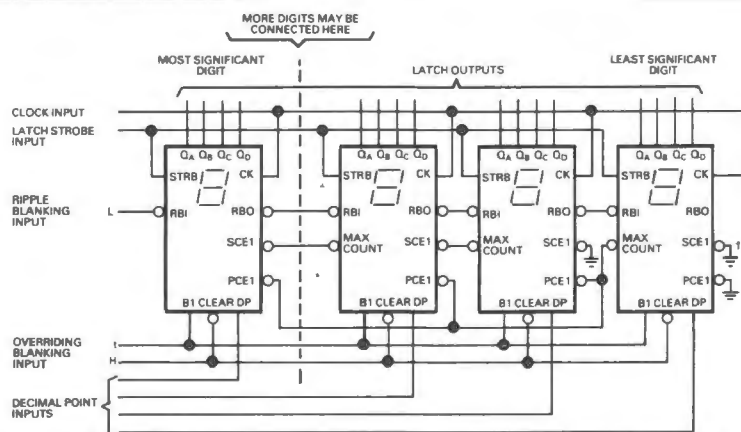 MORE DIGITS MAY BE
CONNECTED HERE
MOST SIGNIFICANT
DIGIT
LATCH OUTPUTS
LEAST SIGNIFICANT
DIGIT
CLOCK INPUT
LATCH STROBE
INPUT
QA QB QC QD
QA QB QC QD
QA QB QC QD
QA QB QC QD
STRB CK
STRB CK
STRB CK
STRB CK
RIPPLE
BLANKING
INPUT
L
RBI RBO
RBI RBO
RBI RBO
RBI RBO
SCE1
MAX
COUNT
SCE1
MAX
COUNT
SCE1
MAX
COUNT
SCE1
PCE1
PCE1
PCE1
PCE1
B1 CLEAR DP
B1 CLEAR DP
B1 CLEAR DP
B1 CLEAR DP
OVERRIDING
BLANKING
INPUT
H
DECIMAL POINT
INPUTS